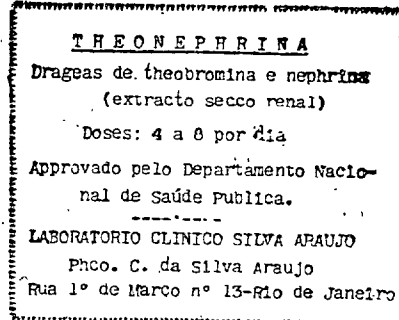 THEONEPHRINA
Drageas de theobromina e nephrina
(extracto secco renal)
Doses: 4 a 8 por dia
Approvado pelo Departamento Nacio-
nal de Saúde Publica.
LABORATORIO CLINICO SILVA ARAUJO
Phco. C. da Silva Araujo
Rua 1º de Março nº 13-Rio de Janeiro